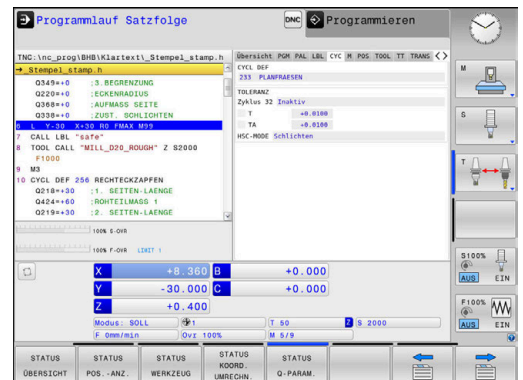 Programmlauf Satzfolge
DNC
Programmieren
TNC:\nc_prog\BHB\Klartext\_Stempel_stamp.h
→_Stempel_stamp.h
Q349=+0 ;3.BEGRENZUNG
Q220=+0 ;ECKENRADIUS
Q368=+0 ;AUFMASS SEITE
Q338=+0 ;ZUST. SCHLICHTEN
6 L Y-30 X+30 R0 FMAX M99
7 CALL LBL "safe"
8 TOOL CALL "MILL_D20_ROUGH" Z S2000
F1000
9 M3
10 CYCL DEF 256 RECHTECKZAPFEN
Q218=+30 ;1. SEITEN-LAENGE
Q424=+60 ;ROHTEILMASS 1
Q219=+30 ;2. SEITEN-LAENGE
Übersicht PGM PAL LBL CYC M POS TOOL TT TRANS
CYCL DEF
233 PLANFRAESEN
TOLERANZ
Zyklus 32 Inaktiv
T +0.0100
TA +0.0100
HSC-MODE Schlichten
100% S-OVR
100% F-OVR LIMIT 1
X +8.360 B +0.000
Y -30.000 C +0.000
Z +0.400
Modus: SOLL 1 T 50 Z S 2000
F 0mm/min Ovr 100% M 5/9
M
S
T
S100%
AUS EIN
F100%
AUS EIN
STATUS ÜBERSICHT
STATUS POS.-ANZ.
STATUS WERKZEUG
STATUS KOORD. UMRECHN.
STATUS Q-PARAM.